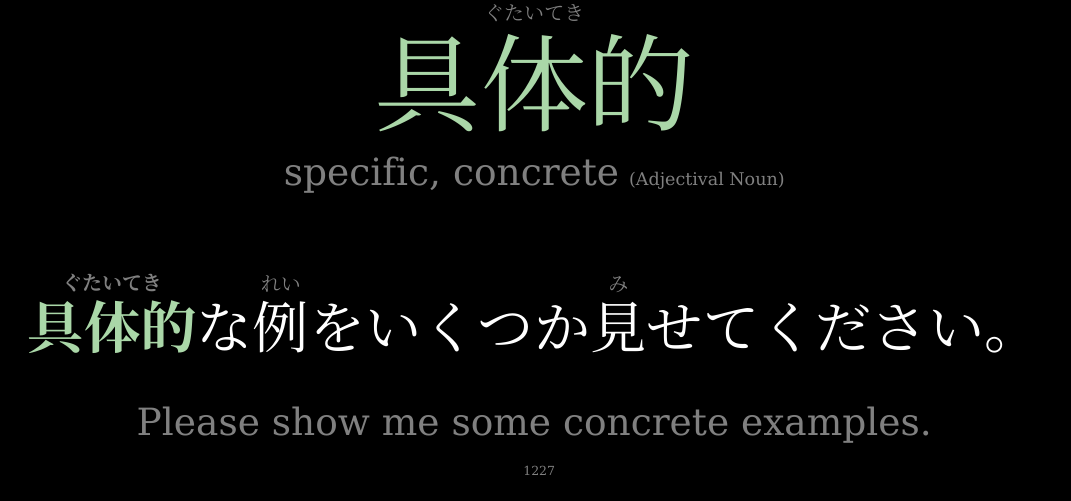 ぐたいてき
具体的
specific, concrete (Adjectival Noun)
ぐたいてき れい み
具体的な例をいくつか見せてください。
Please show me some concrete examples.
1227